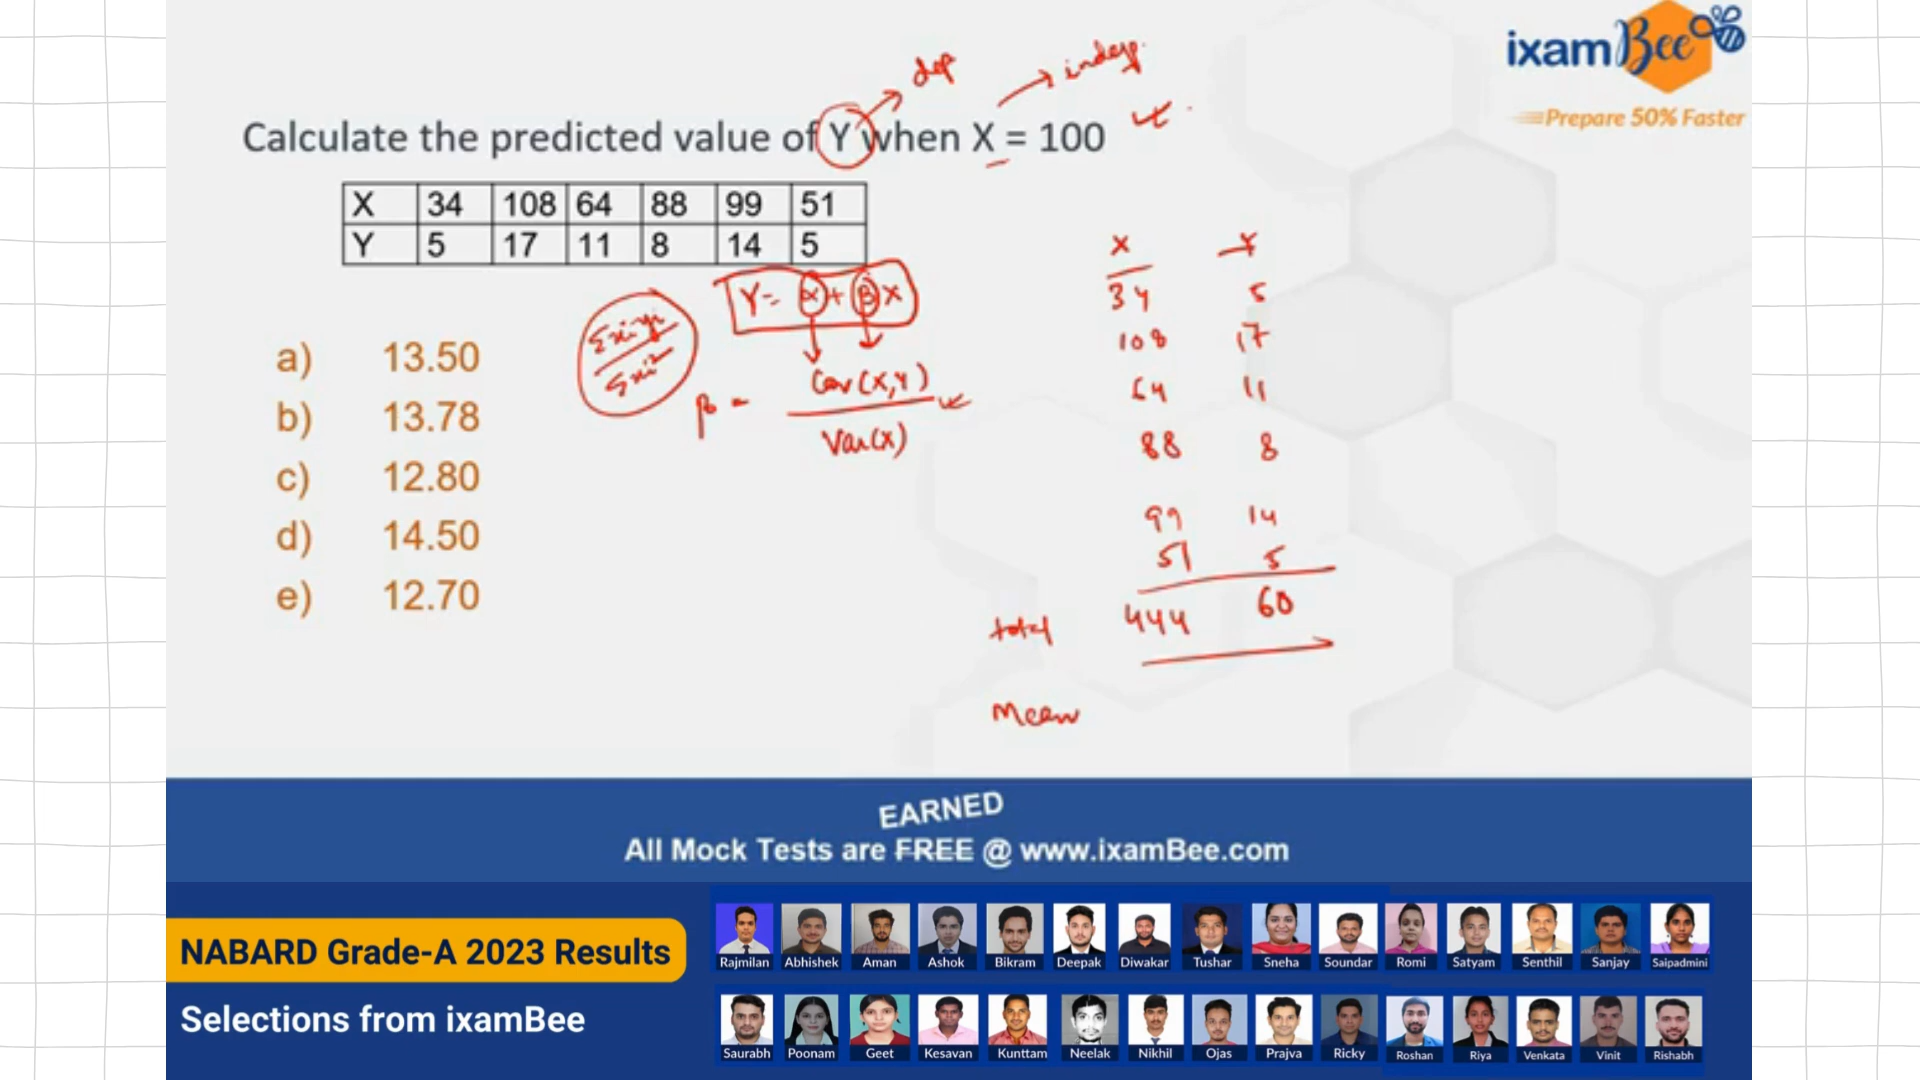 ixamBee
Prepare 50% Faster
dep
indep.
Calculate the predicted value of Y when X = 100
X 34 108 64 88 99 51
Y 5 17 11 8 14 5
Y = α + β X
Σxiyi
Σxi²
β = Cov(X,Y)
Var(X)
a) 13.50
b) 13.78
c) 12.80
d) 14.50
e) 12.70
X Y
34 5
108 17
64 11
88 8
99 14
51 5
total 444 60
Mean
EARNED
All Mock Tests are FREE @ www.ixamBee.com
NABARD Grade-A 2023 Results
Selections from ixamBee
Rajmilan Abhishek Aman Ashok Bikram Deepak Diwakar Tushar Sneha Soundar Romi Satyam Senthil Sanjay Saipadmini
Saurabh Poonam Geet Kesavan Kunttam Neelak Nikhil Ojas Prajva Ricky Roshan Riya Venkata Vinit Rishabh